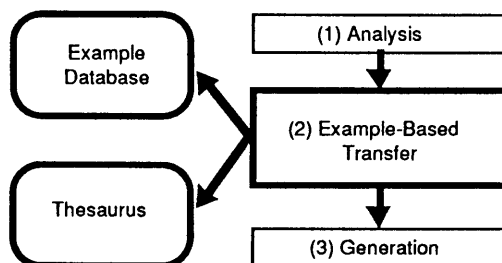 Example
Database
Thesaurus
(1) Analysis
(2) Example-Based
Transfer
(3) Generation